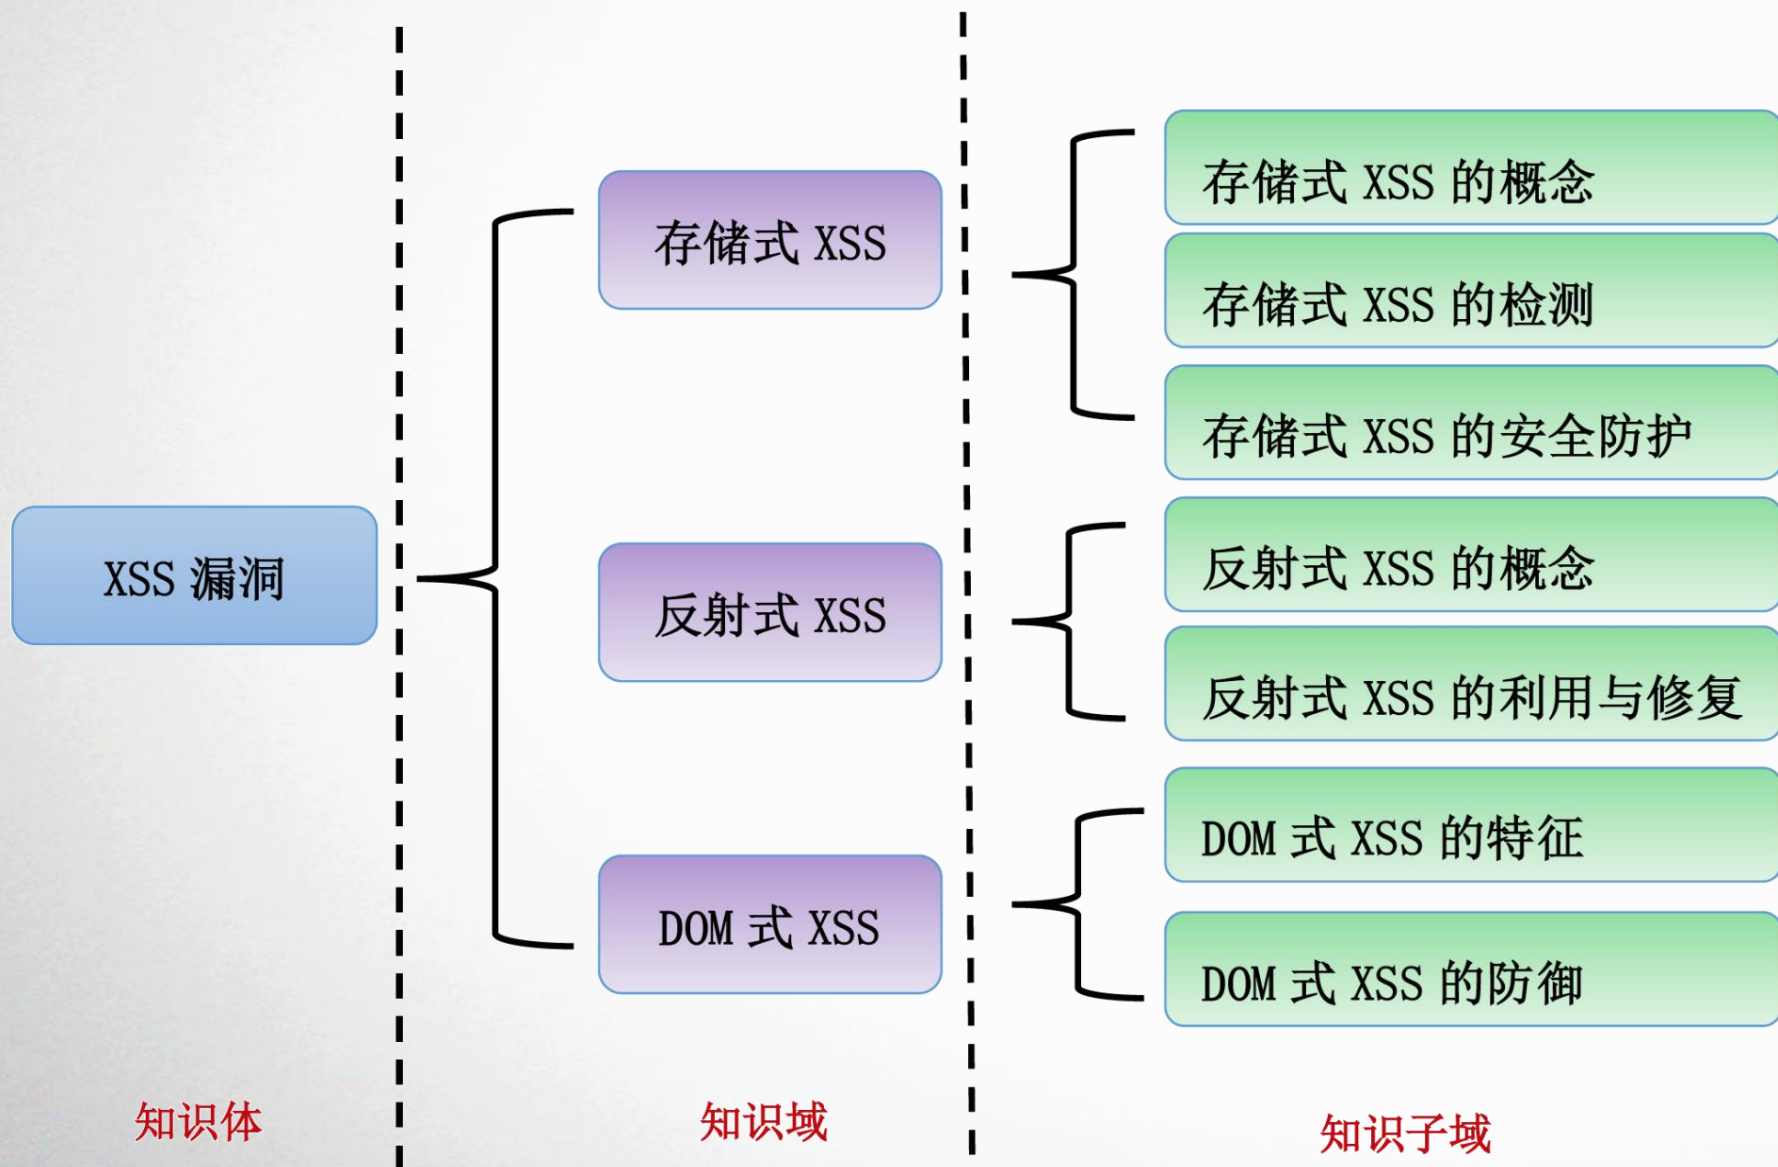 XSS 漏洞
存储式 XSS
反射式 XSS
DOM 式 XSS
存储式 XSS 的概念
存储式 XSS 的检测
存储式 XSS 的安全防护
反射式 XSS 的概念
反射式 XSS 的利用与修复
DOM 式 XSS 的特征
DOM 式 XSS 的防御
知识体
知识域
知识子域